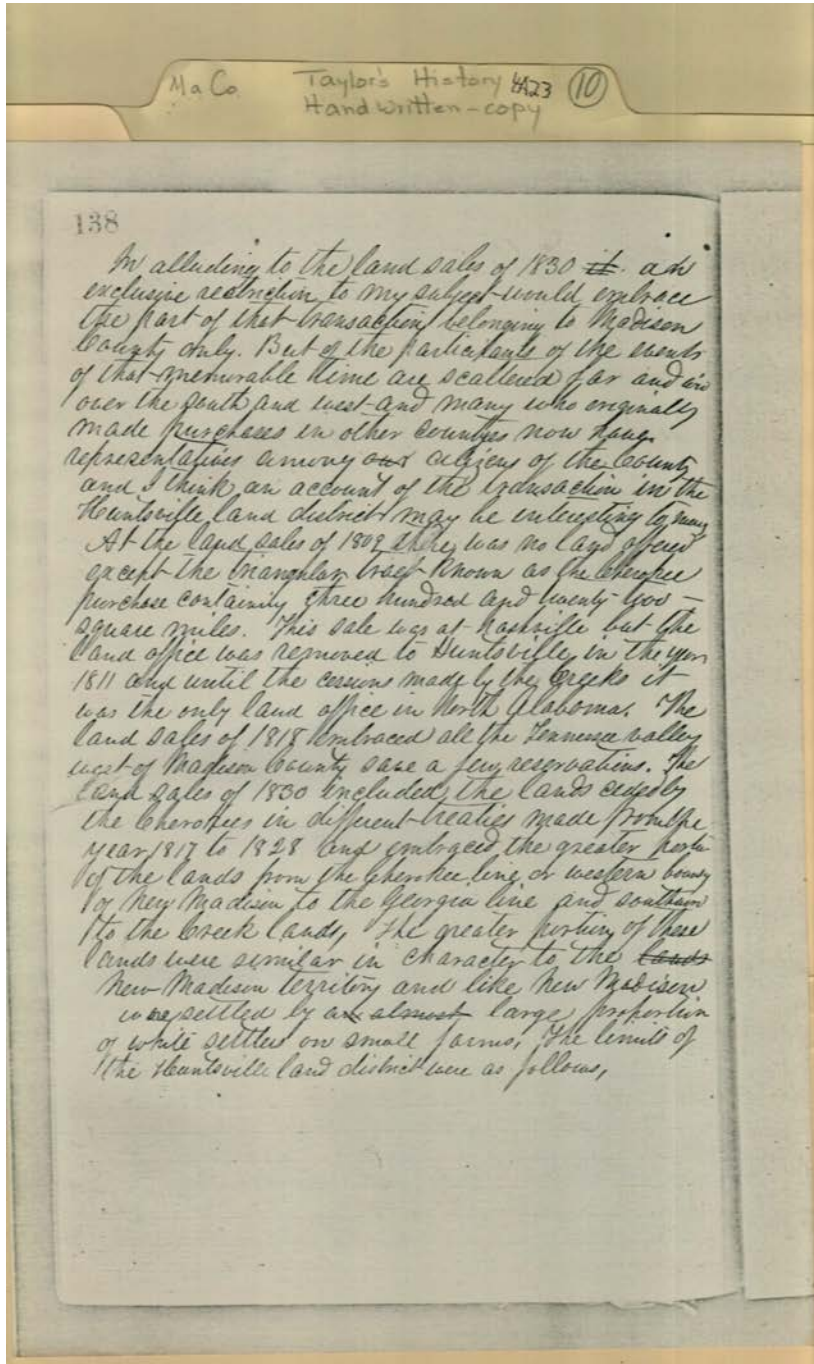 MaCo Taylor's History 4A23 10
Handwritten-copy
138
In alluding to the land sales of 1830 it an
exclusive restriction to my subject would embrace
the part of that transaction belonging to Madison
County only. But of the participants of the events
of that memorable time are scattered far and
over the south and west and many who originally
made purchases in other counties now have
representatives among our citizens of the County
and I think an account of the transaction in the
Huntsville land district may be interesting to many
At the land sales of 1809 there was no land offered
except the triangular tract known as the Cherokee
purchase containing three hundred and twenty two –
square miles. This sale was at Nashville but the
land office was removed to Huntsville in the year
1811 and until the cessions made by the Creeks it
was the only land office in North Alabama. The
land sales of 1818 embraced all the Tennessee valley
west of Madison County save a few reservations. The
land sales of 1830 included the lands ceded by
the Cherokees in different treaties made from the
year 1817 to 1828 and embraced the greater
of the lands from the Cherokee line or western
of New Madison to the Georgia line and
to the Creek lands, the greater portion of these
lands were similar in character to the lands
New Madison territory and like New Madison
were settled by an almost large proportion
of white settlers on small farms, The limits of
the Huntsville land district were as follows,